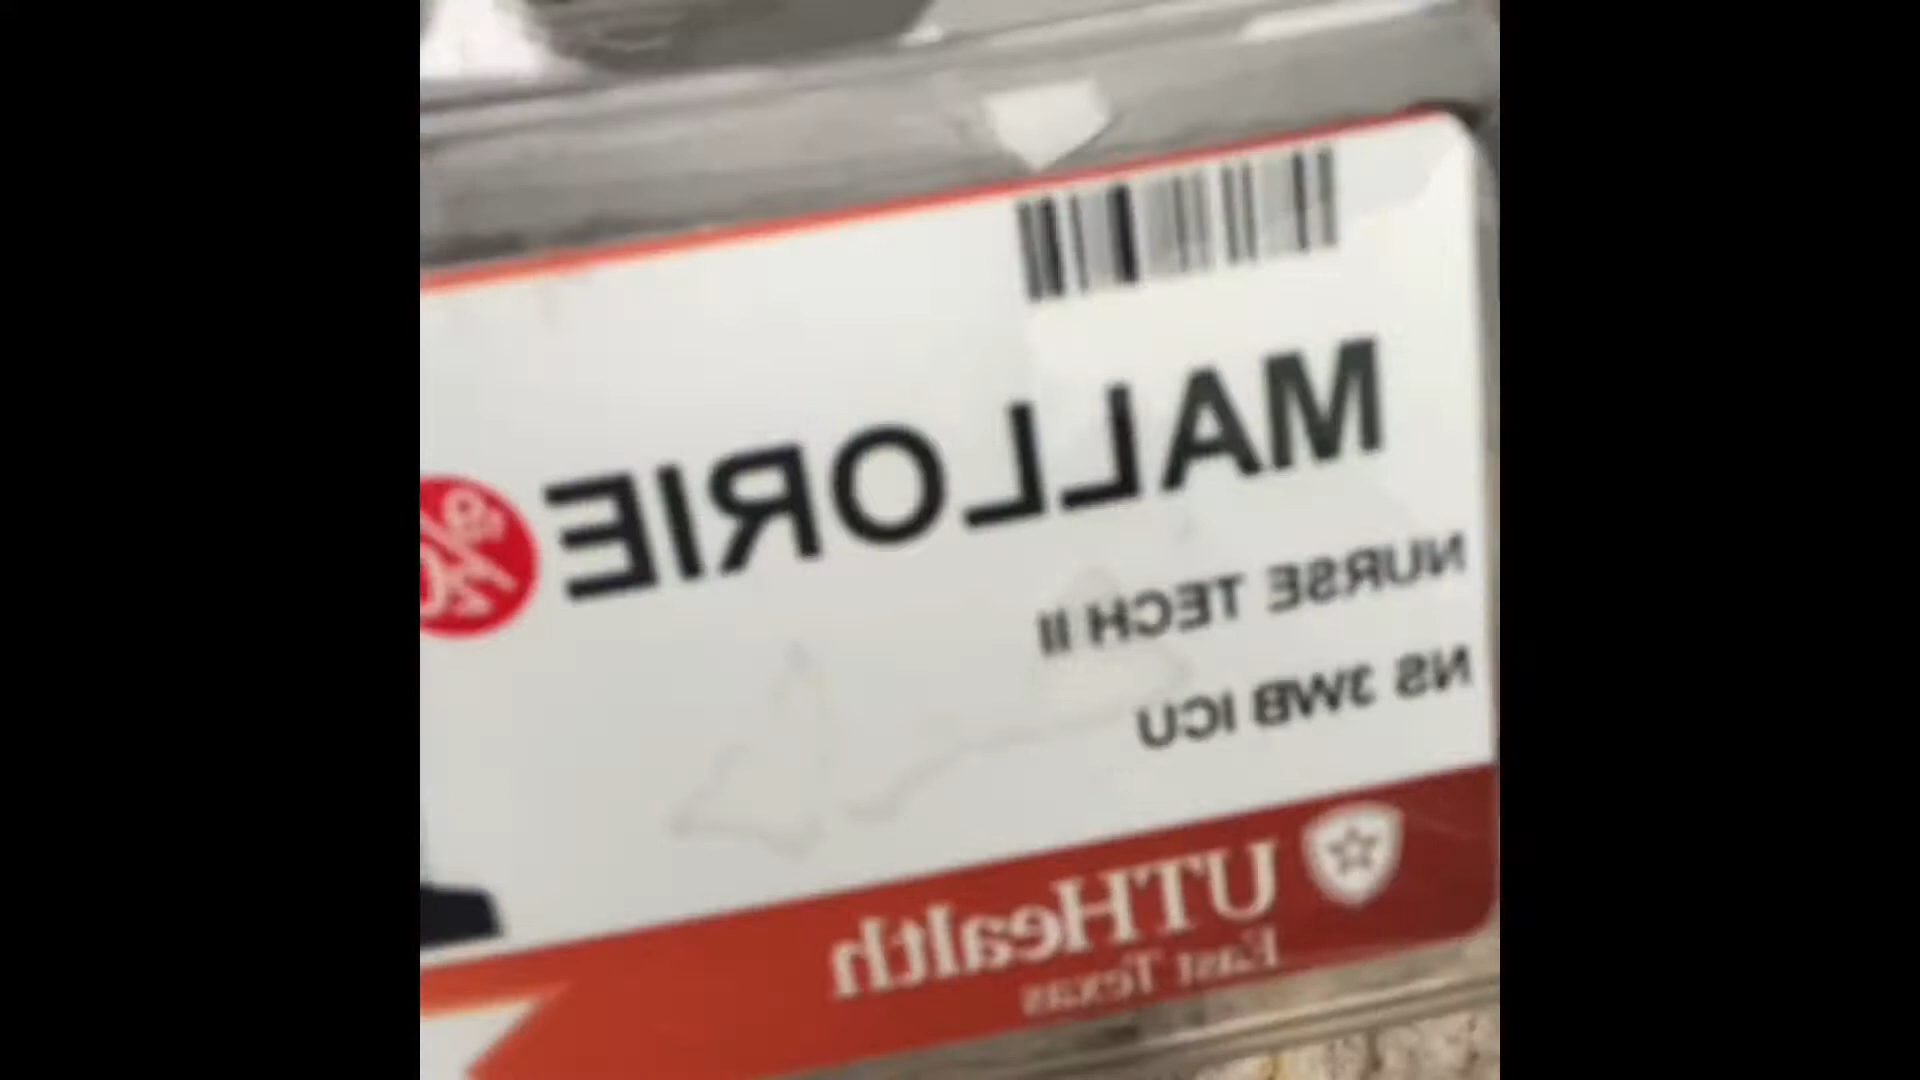 MALLORIE
NURSE TECH II
NS 3WB ICU
UTHealth
East Texas